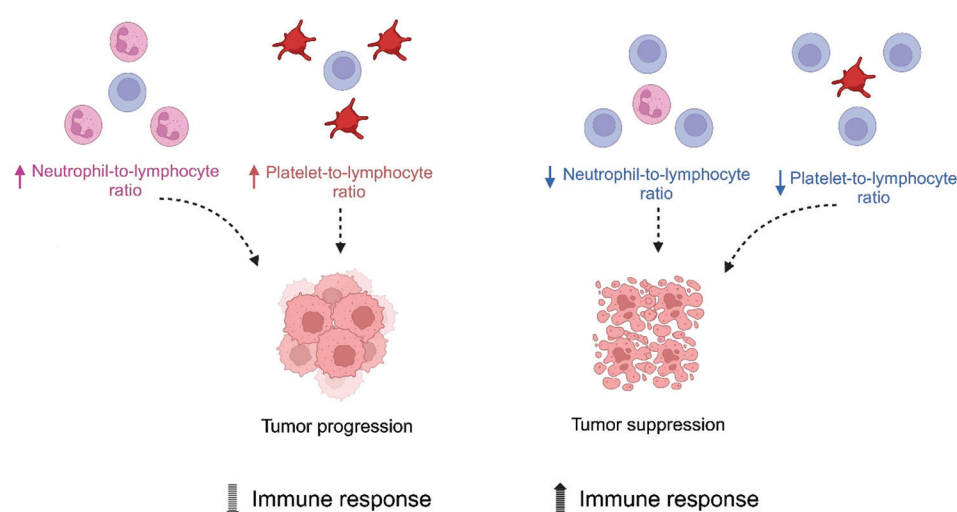 Neutrophil-to-lymphocyte
ratio
Platelet-to-lymphocyte
ratio
Neutrophil-to-lymphocyte
ratio
Platelet-to-lymphocyte
ratio
Tumor progression
Tumor suppression
Immune response
Immune response